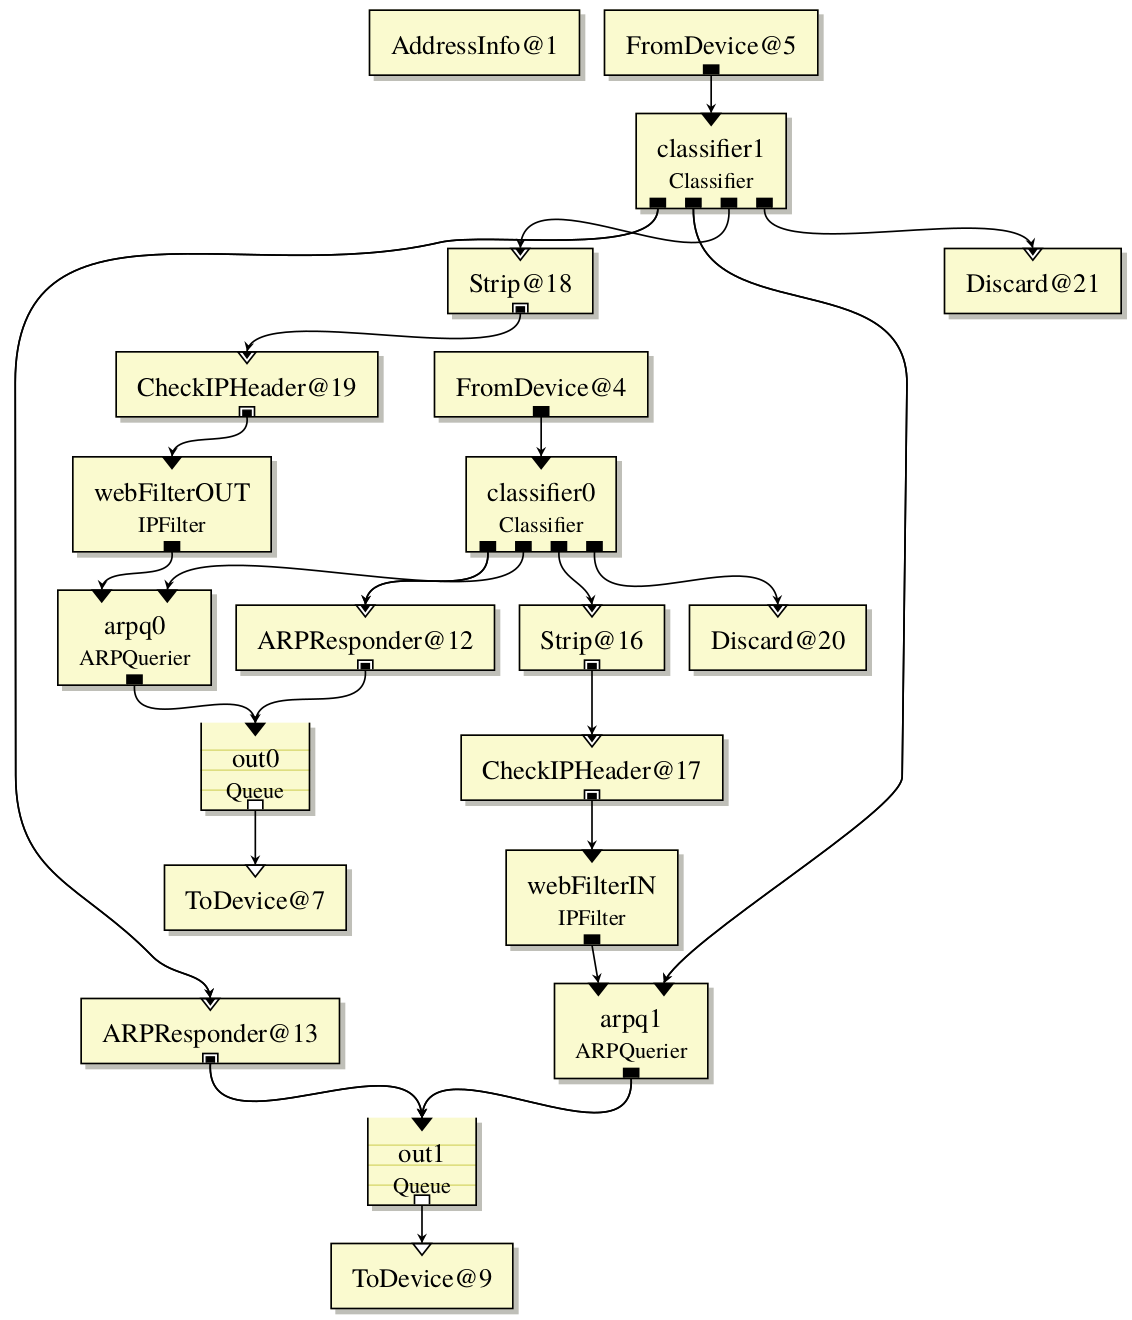 AddressInfo@1
FromDevice@5
classifier1
Classifier
Strip@18
Discard@21
CheckIPHeader@19
FromDevice@4
webFilterOUT
IPFilter
classifier0
Classifier
arpq0
ARPQuerier
ARPResponder@12
Strip@16
Discard@20
out0
Queue
CheckIPHeader@17
ToDevice@7
webFilterIN
IPFilter
ARPResponder@13
arpq1
ARPQuerier
out1
Queue
ToDevice@9